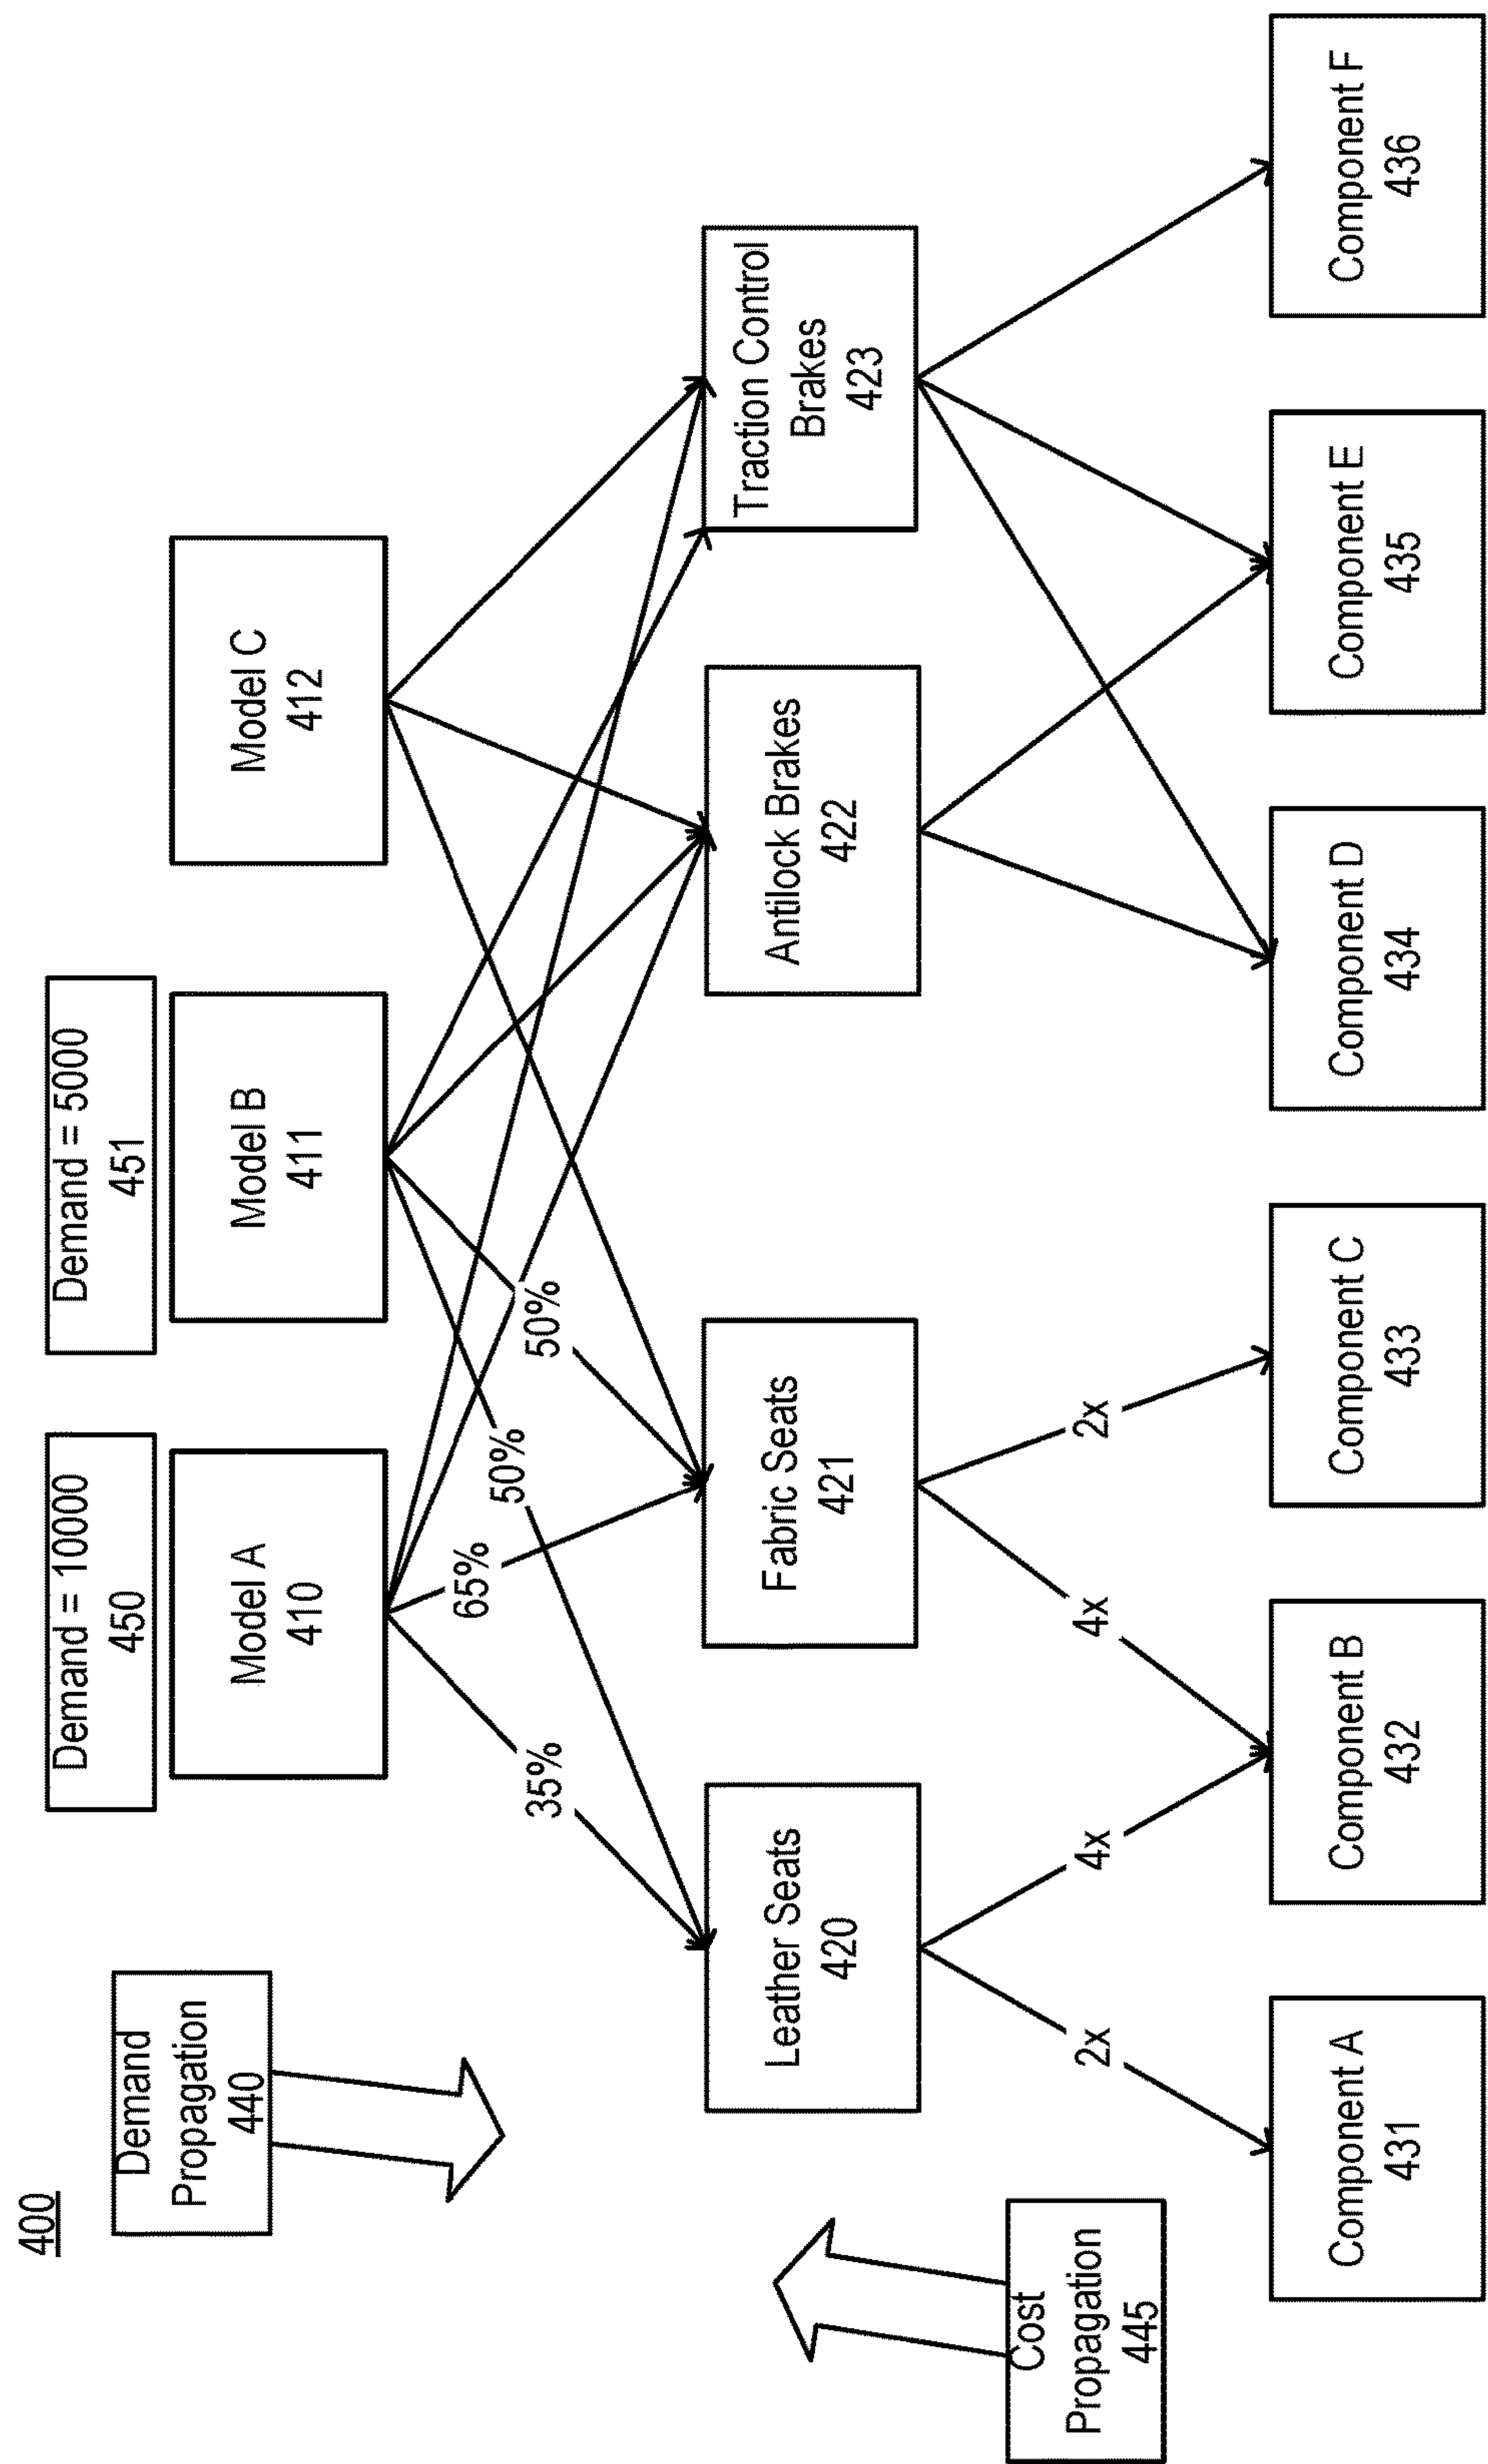 400
Demand
Propagation
440
Demand = 10000
450
Demand = 5000
451
Model A
410
Model B
411
Model C
412
35%
65%
50%
50%
Leather Seats
420
Fabric Seats
421
Antilock Brakes
422
Traction Control
Brakes
423
Cost
Propagation
445
2x
4x
4x
2x
Component A
431
Component B
432
Component C
433
Component D
434
Component E
435
Component F
436